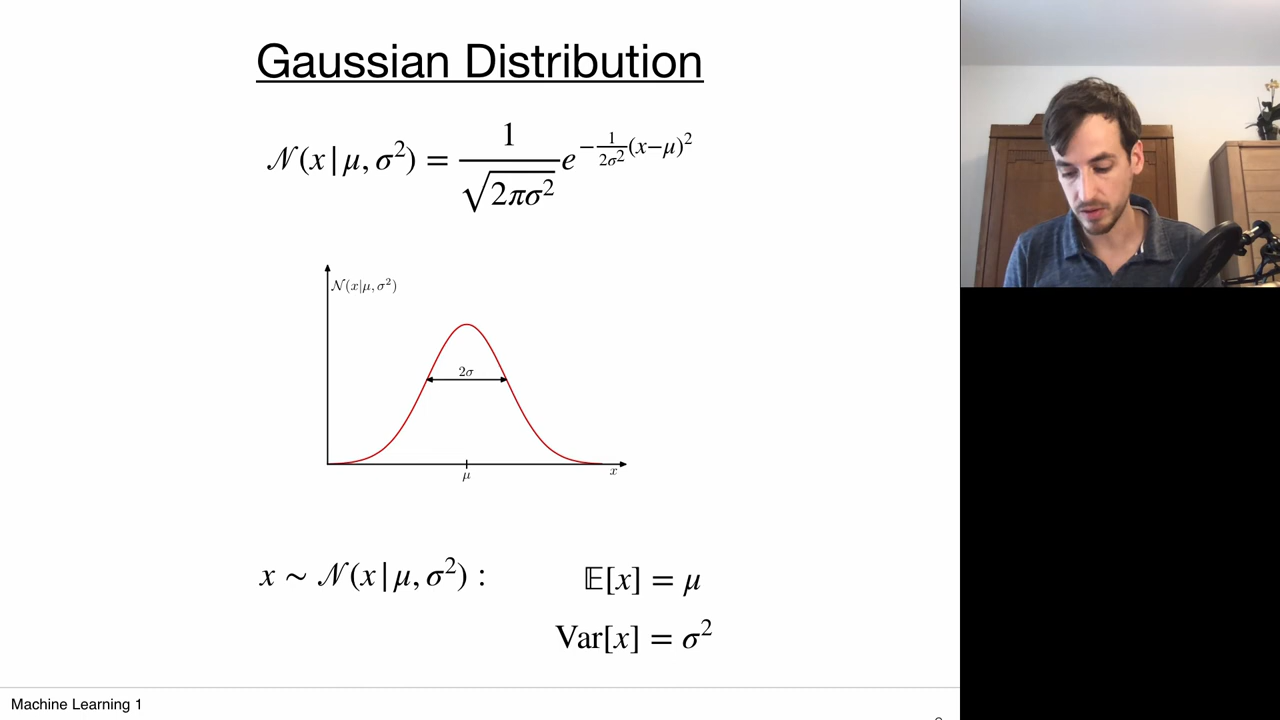 Gaussian Distribution
𝒩(x|μ, σ²) = 1/√(2πσ²) e^{−1/(2σ²)(x−μ)²}
𝒩(x|μ, σ²)
2σ
μ
x
x ∼ 𝒩(x|μ, σ²) :
𝔼[x] = μ
Var[x] = σ²
Machine Learning 1